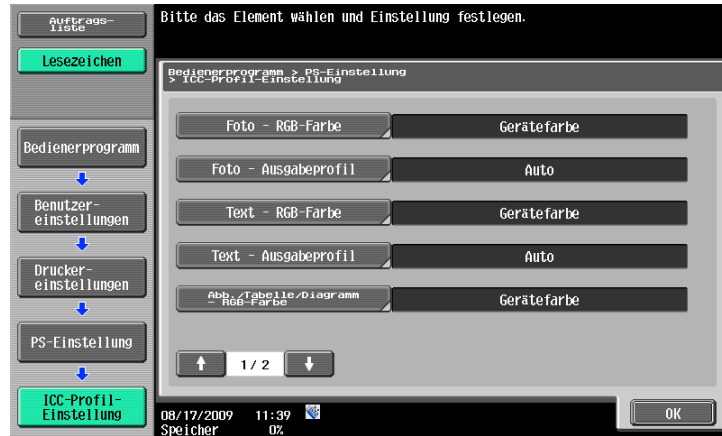 Auftrags-
liste
Bitte das Element wählen und Einstellung festlegen.
Lesezeichen
Bedienerprogramm > PS-Einstellung
> ICC-Profil-Einstellung
Foto - RGB-Farbe
Gerätefarbe
Foto - Ausgabeprofil
Auto
Text - RGB-Farbe
Gerätefarbe
Text - Ausgabeprofil
Auto
Abb./Tabelle/Diagramm
- RGB-Farbe
Gerätefarbe
1/ 2
Bedienerprogramm
Benutzer-
einstellungen
Drucker-
einstellungen
PS-Einstellung
ICC-Profil-
Einstellung
08/17/2009 11:39
Speicher 0%
OK